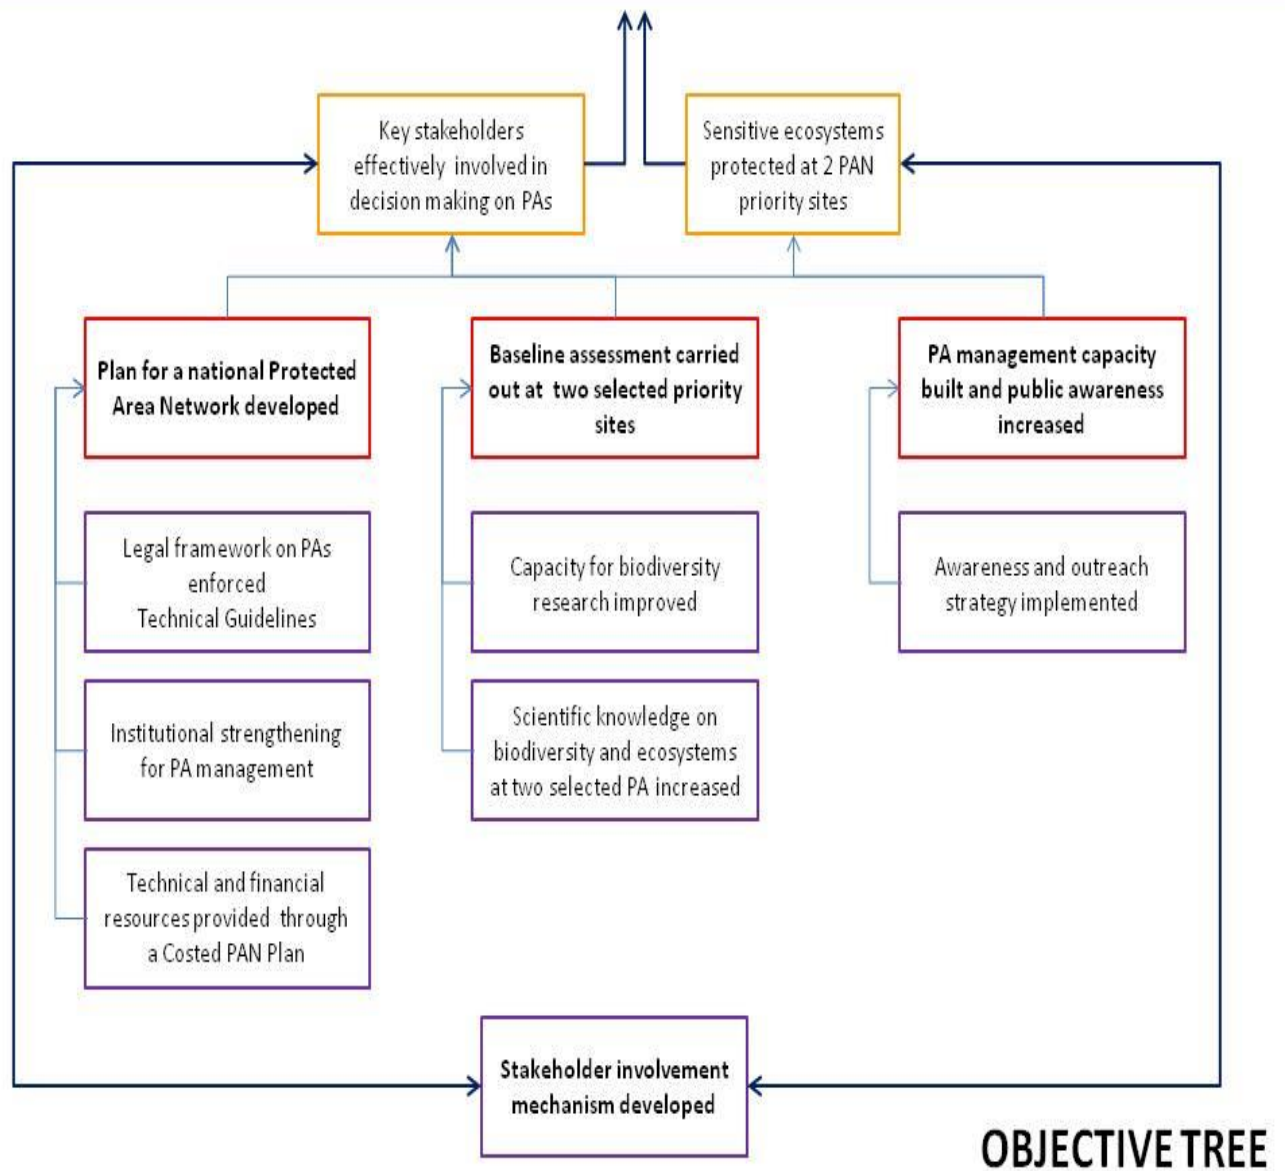 Key stakeholders
effectively involved in
decision making on PAs
Sensitive ecosystems
protected at 2 PAN
priority sites
Plan for a national Protected
Area Network developed
Baseline assessment carried
out at two selected priority
sites
PA management capacity
built and public awareness
increased
Legal framework on PAs
enforced
Technical Guidelines
Capacity for biodiversity
research improved
Awareness and outreach
strategy implemented
Institutional strengthening
for PA management
Scientific knowledge on
biodiversity and ecosystems
at two selected PA increased
Technical and financial
resources provided through
a Costed PAN Plan
Stakeholder involvement
mechanism developed
OBJECTIVE TREE